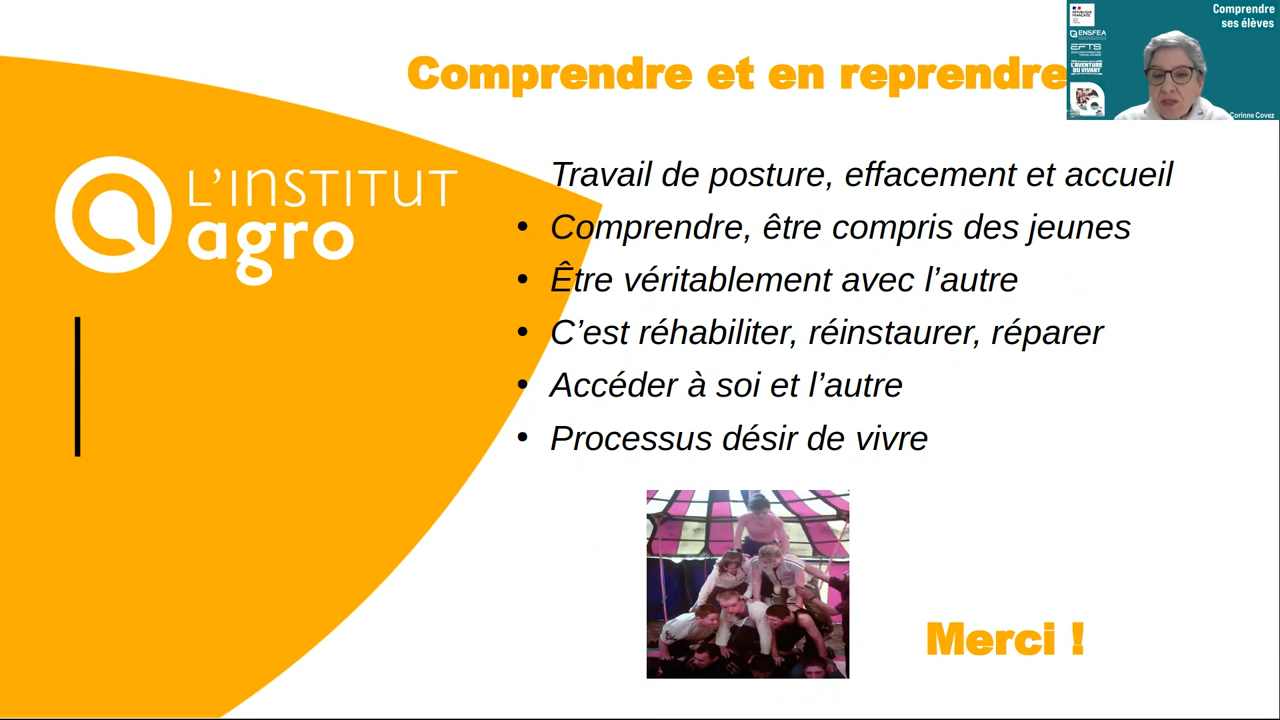 Comprendre et en reprendre
Comprendre
ses élèves
RÉPUBLIQUE
FRANÇAISE
ENSFEA
EFTS
L'AVENTURE
DU VIVANT
Corinne Covez
L'INSTITUT
agro
Travail de posture, effacement et accueil
• Comprendre, être compris des jeunes
• Être véritablement avec l’autre
• C’est réhabiliter, réinstaurer, réparer
• Accéder à soi et l’autre
• Processus désir de vivre
Merci !